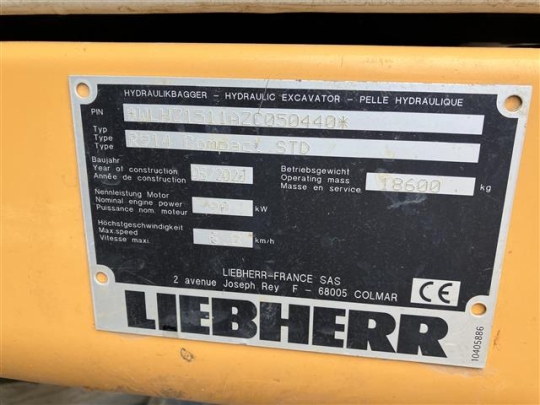 HYDRAULIKBAGGER - HYDRAULIC EXCAVATOR - PELLE HYDRAULIQUE
PIN
Typ
Type Compact STD
Type
Baujahr
Year of construction
Année de construction
Betriebsgewicht
Operating mass 18600 kg
Masse en service
Nennleistung Motor
Nominal engine power kW
Puissance nom. moteur
Höchstgeschwindigkeit
Max.speed km/h
Vitesse maxi.
LIEBHERR-FRANCE SAS
2 avenue Joseph Rey F - 68005 COLMAR
CE
LIEBHERR
10405886